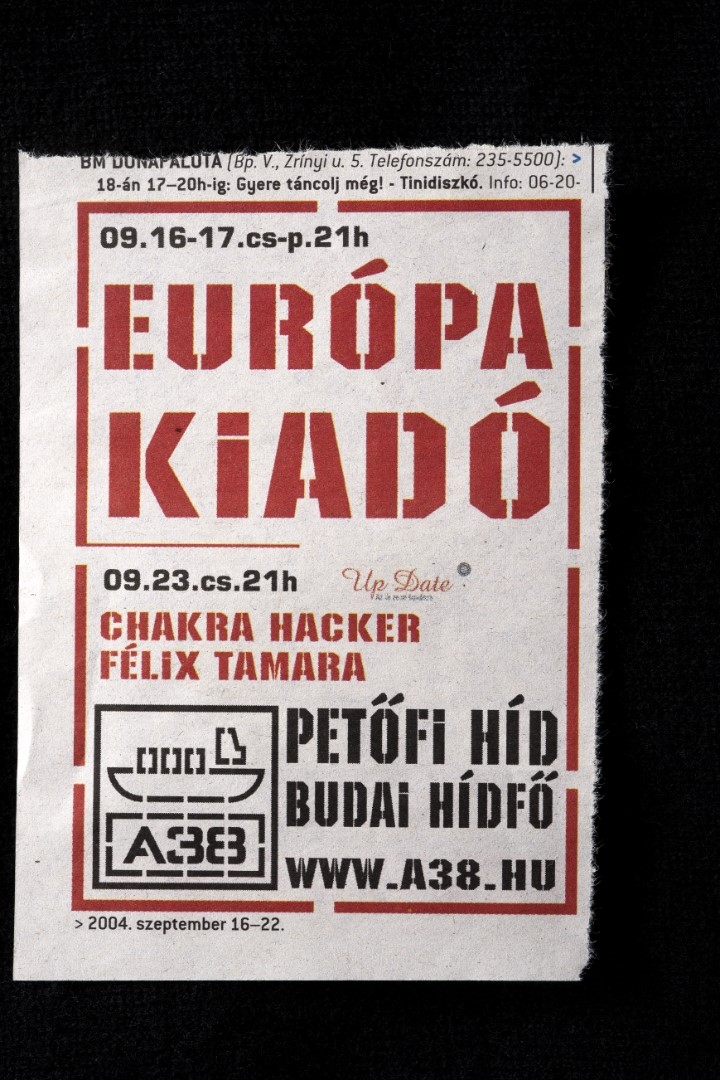 BM DUNAPALOTA (Bp. V., Zrínyi u. 5. Telefonszám: 235-5500): >
18-án 17–20h-ig: Gyere táncolj még! - Tinidiszkó. Info: 06-20-
09.16-17.cs-p.21h
EURÓPA
KiADÓ
09.23.cs.21h
Up Date
CHAKRA HACKER
FÉLiX TAMARA
PETŐFi HÍD
BUDAi HÍDFŐ
A38
WWW.A38.HU
> 2004. szeptember 16–22.